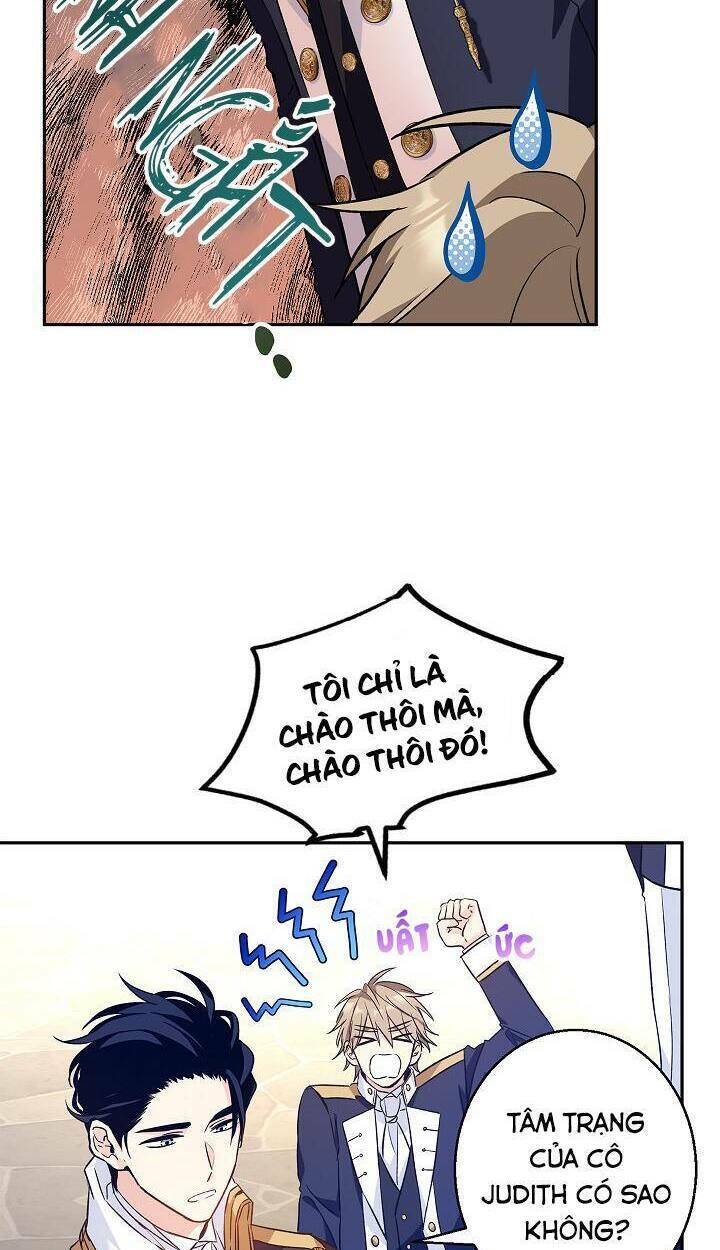 NGẤT
TÔI CHỈ LÀ
CHÀO THÔI MÀ,
CHÀO THÔI ĐÓ!
UẤT ỨC
TÂM TRẠNG
CỦA CÔ
JUDITH CÓ SAO
KHÔNG?